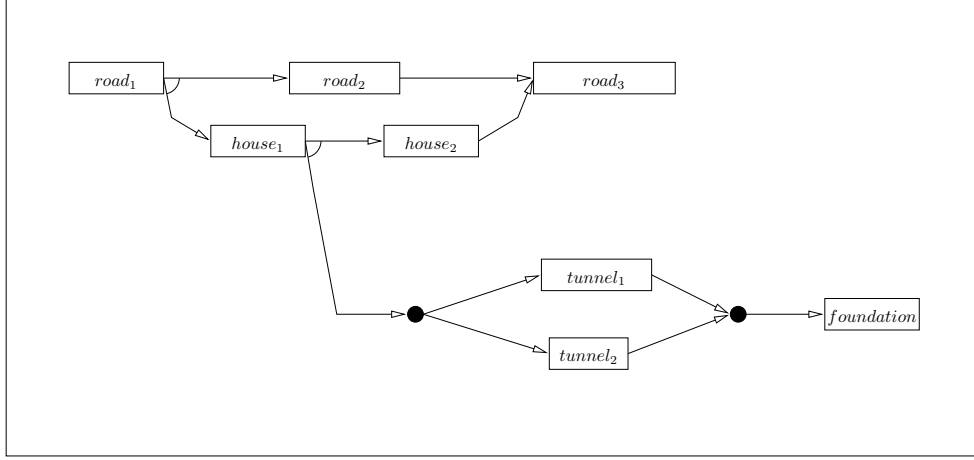 road₁
road₂
road₃
house₁
house₂
tunnel₁
foundation
tunnel₂